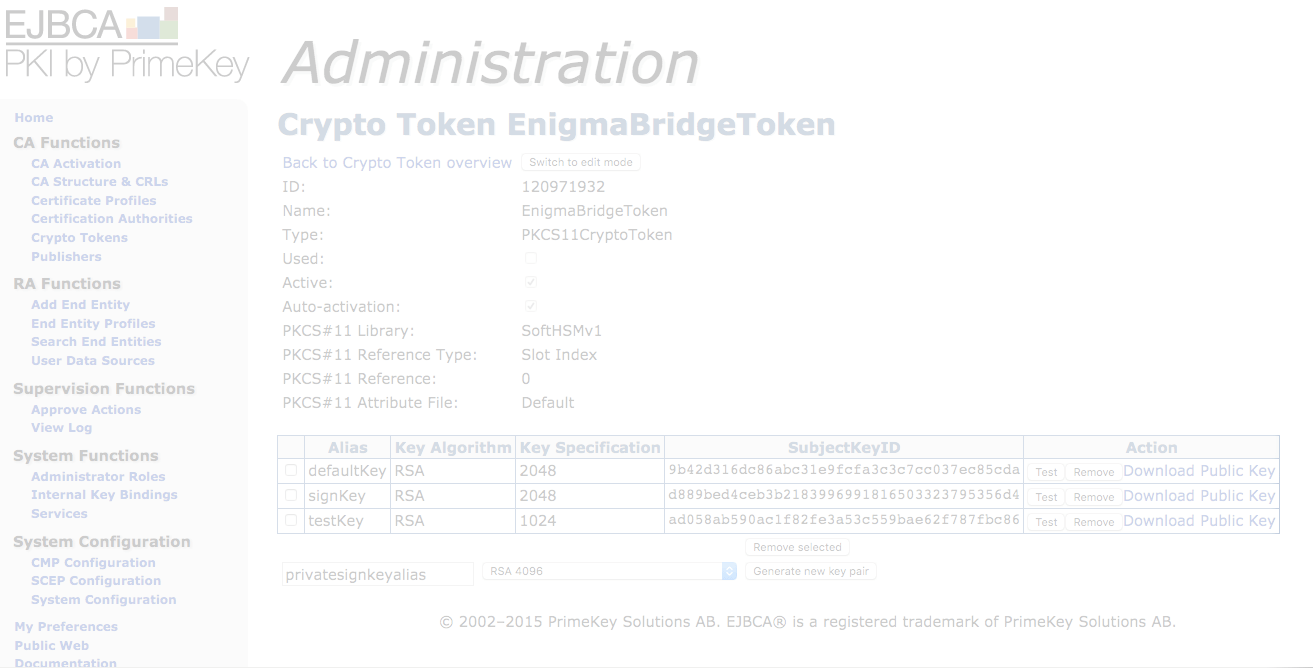 EJBCA
PKI by PrimeKey
Administration
Home
CA Functions
CA Activation
CA Structure & CRLs
Certificate Profiles
Certification Authorities
Crypto Tokens
Publishers
RA Functions
Add End Entity
End Entity Profiles
Search End Entities
User Data Sources
Supervision Functions
Approve Actions
View Log
System Functions
Administrator Roles
Internal Key Bindings
Services
System Configuration
CMP Configuration
SCEP Configuration
System Configuration
My Preferences
Public Web
Documentation
Crypto Token EnigmaBridgeToken
Back to Crypto Token overview Switch to edit mode
ID: 120971932
Name: EnigmaBridgeToken
Type: PKCS11CryptoToken
Used:
Active:
Auto-activation:
PKCS#11 Library: SoftHSMv1
PKCS#11 Reference Type: Slot Index
PKCS#11 Reference: 0
PKCS#11 Attribute File: Default
Alias Key Algorithm Key Specification SubjectKeyID Action
defaultKey RSA 2048 9b42d316dc86abc31e9fcfa3c3c7cc037ec85cda Test Remove Download Public Key
signKey RSA 2048 d889bed4ceb3b21839969918165033237953​56d4 Test Remove Download Public Key
testKey RSA 1024 ad058ab590ac1f82fe3a53c559bae62f787fbc86 Test Remove Download Public Key
Remove selected
privatesignkeyalias RSA 4096 Generate new key pair
© 2002–2015 PrimeKey Solutions AB. EJBCA® is a registered trademark of PrimeKey Solutions AB.